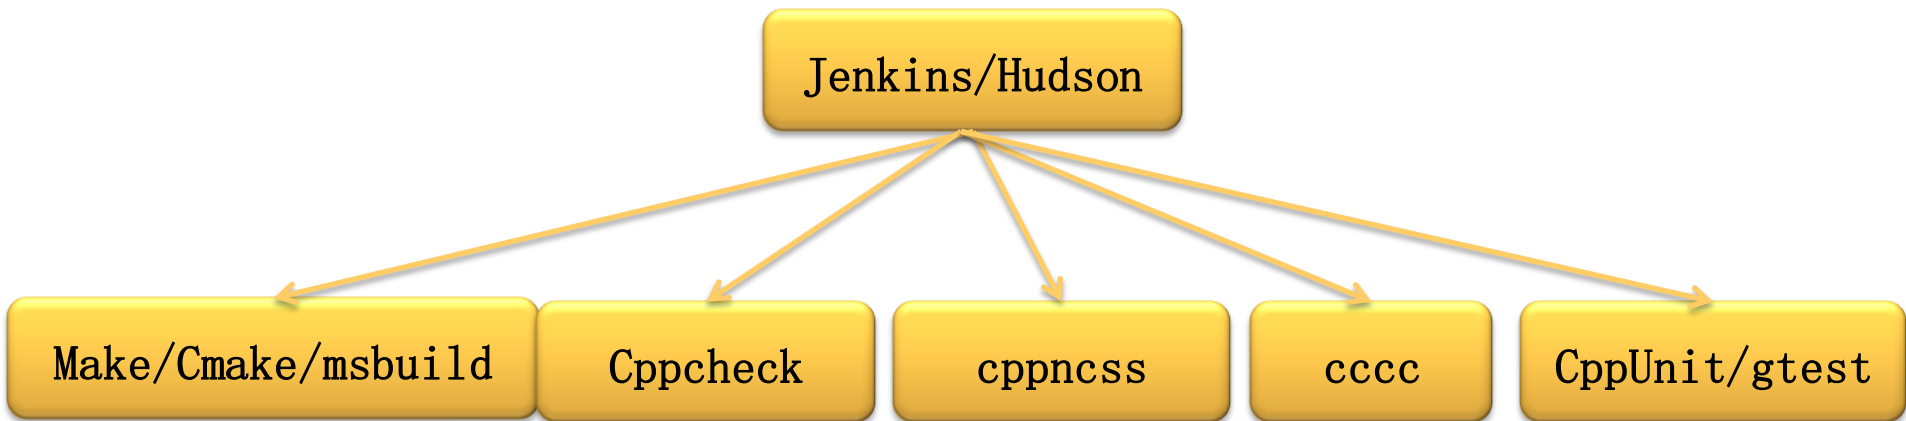 Jenkins/Hudson
Make/Cmake/msbuild
Cppcheck
cppncss
cccc
CppUnit/gtest